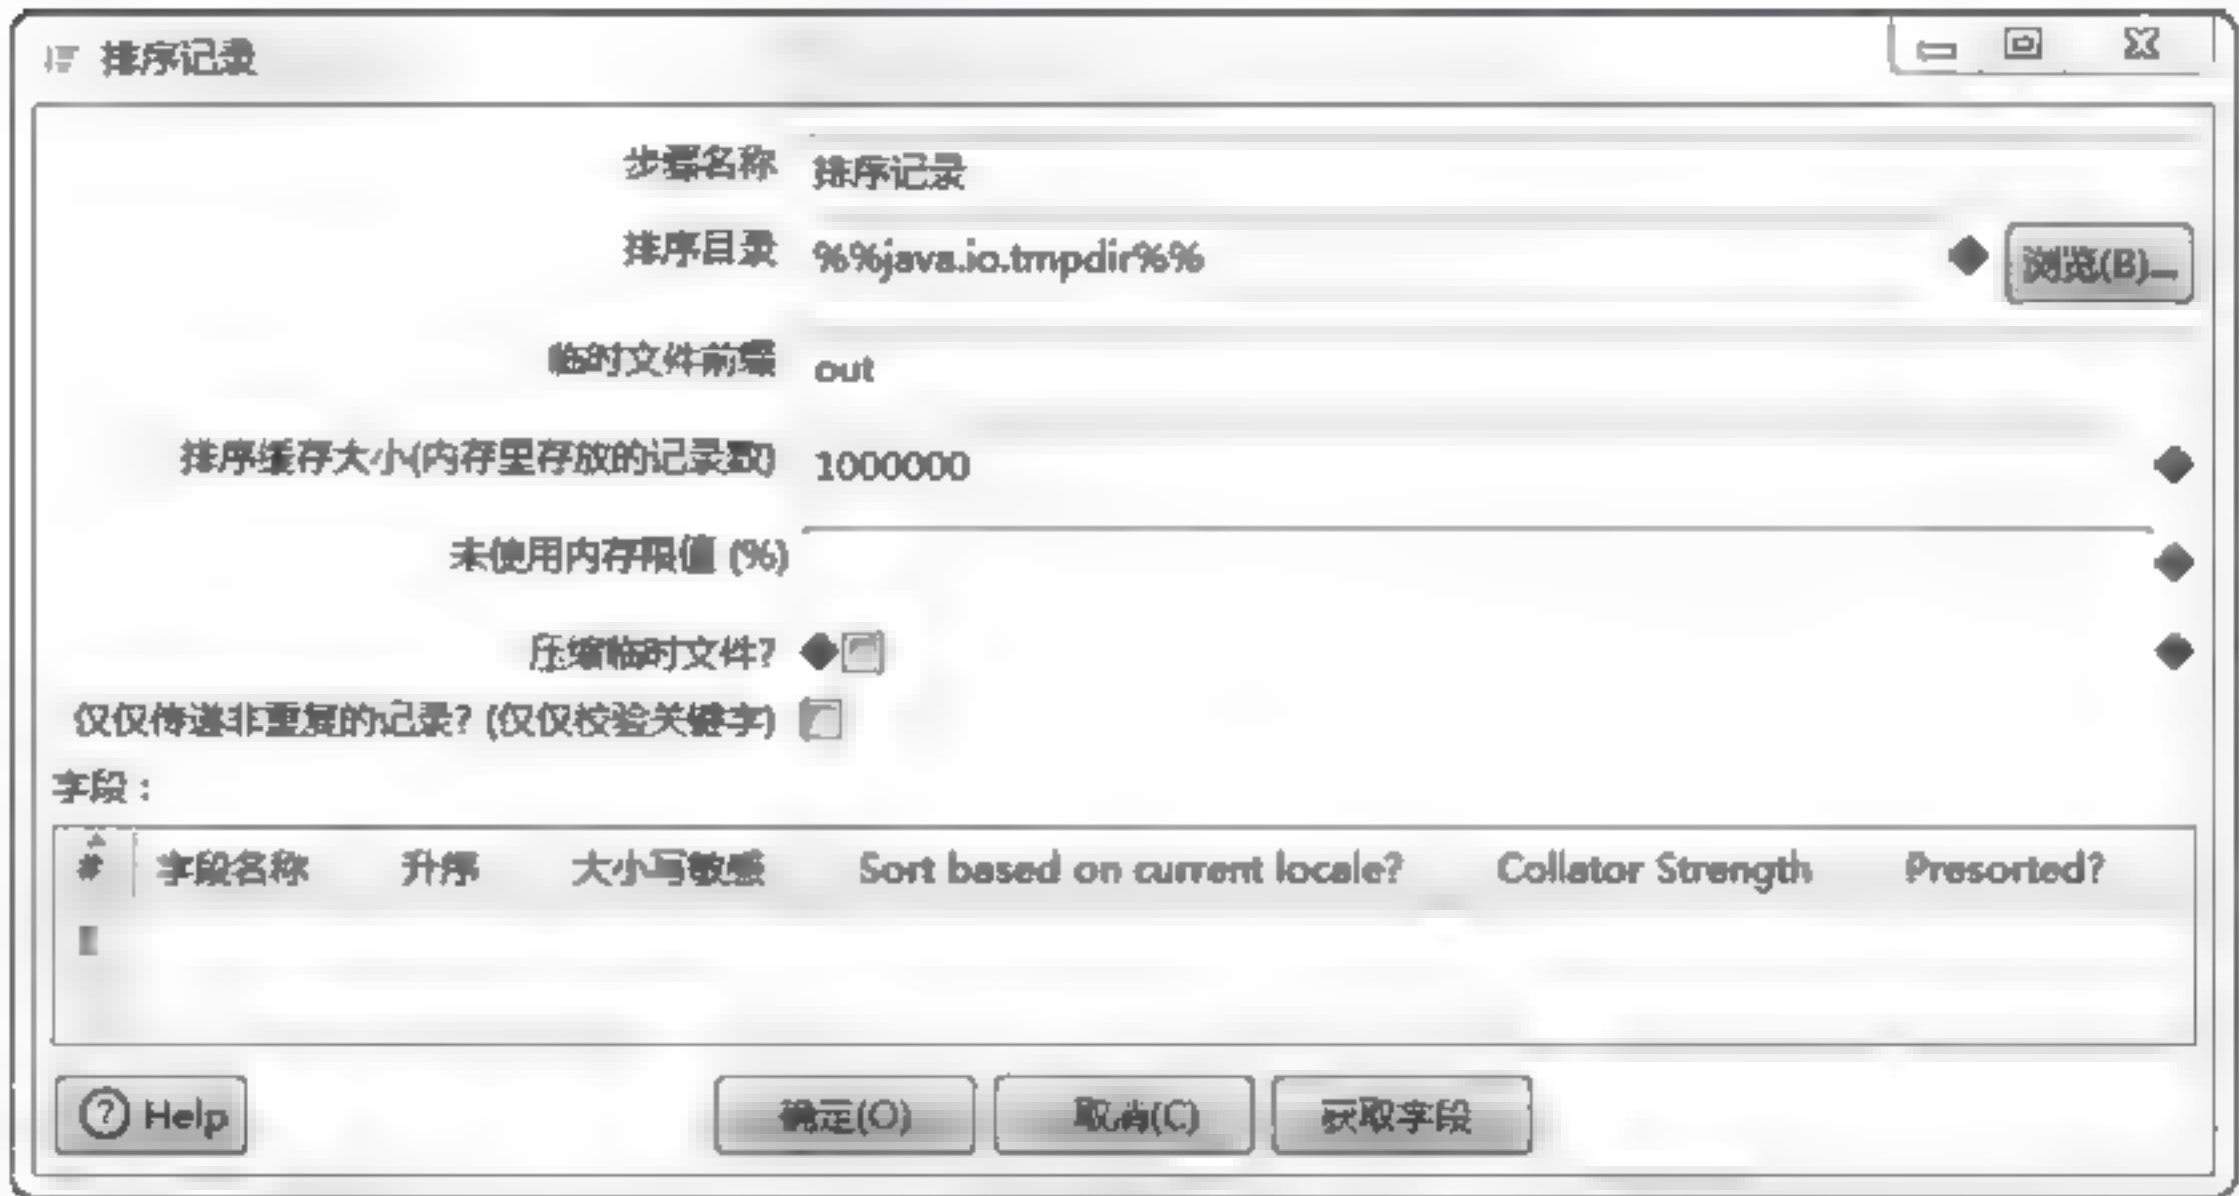 排序记录
步骤名称 排序记录
排序目录 %%java.io.tmpdir%% 浏览(B)...
临时文件前缀 out
排序缓存大小(内存里存放的记录数) 1000000
未使用内存限值 (%)
压缩临时文件?
仅仅传递非重复的记录? (仅仅校验关键字)
字段：
# 字段名称 升序 大小写敏感 Sort based on current locale? Collator Strength Presorted?
? Help 确定(O) 取消(C) 获取字段